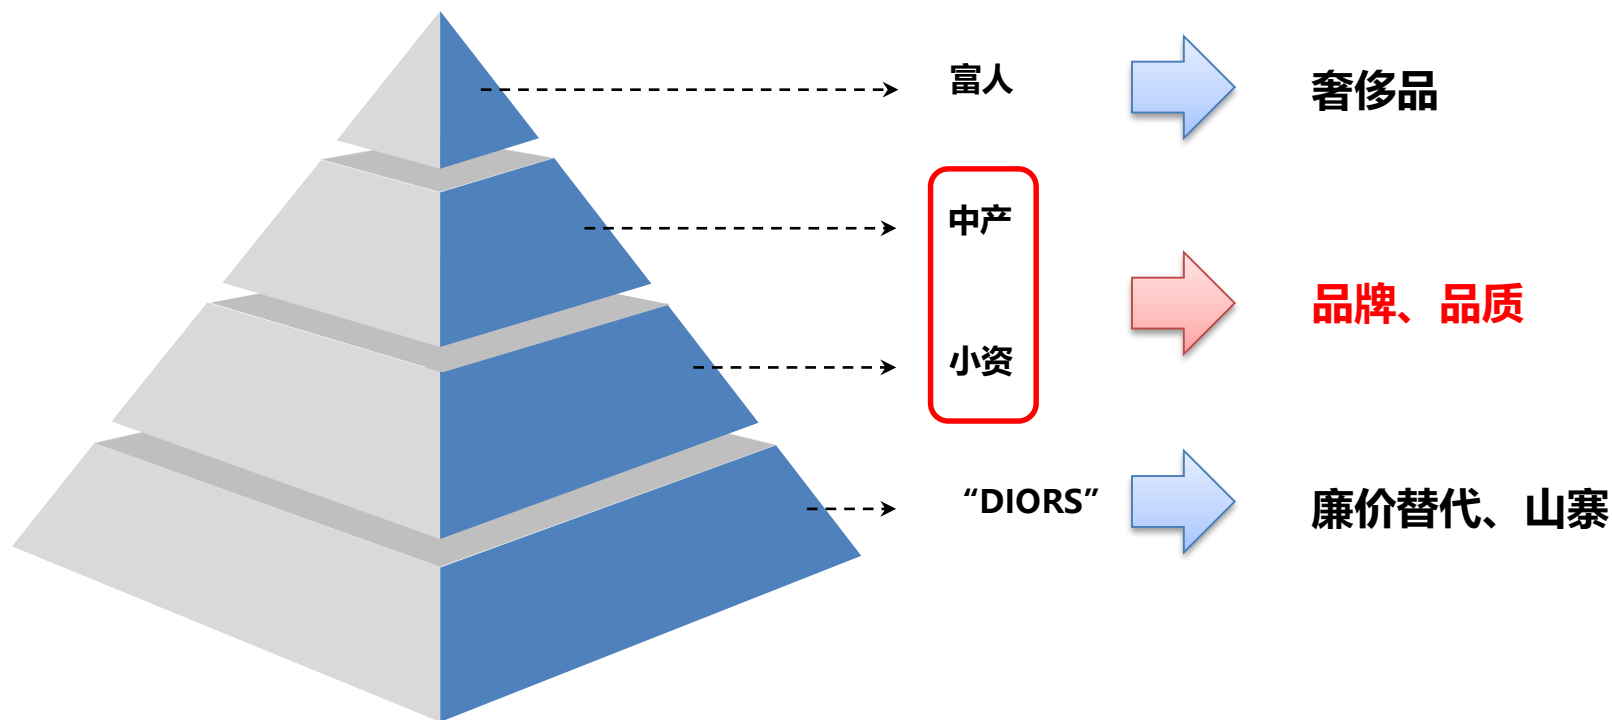 富人
奢侈品
中产
品牌、品质
小资
“DIORS”
廉价替代、山寨